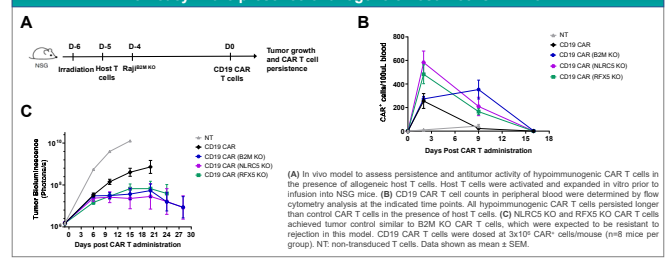 A
D-6
D-5
D-4
D0
NSG
Irradiation
Host T
cells
Raji B2M KO
CD19 CAR
T cells
Tumor growth
and CAR T cell
persistence
B
CAR+ cells/100uL blood
800
600
400
200
0
0 3 6 9 12 15 18
Days Post CAR T administration
NT
CD19 CAR
CD19 CAR (B2M KO)
CD19 CAR (NLRC5 KO)
CD19 CAR (RFX5 KO)
C
Tumor Bioluminescence
(Photons/s)
10^10
10^8
10^6
0 3 6 9 12 15 18 21 24 27 30
Days post CAR T administration
NT
CD19 CAR
CD19 CAR (B2M KO)
CD19 CAR (NLRC5 KO)
CD19 CAR (RFX5 KO)
(A) In vivo model to assess persistence and antitumor activity of hypoimmunogenic CAR T cells in
the presence of allogeneic host T cells. Host T cells were activated and expanded in vitro prior to
infusion into NSG mice. (B) CD19 CAR T cell counts in peripheral blood were determined by flow
cytometry analysis at the indicated time points. All hypoimmunogenic CAR T cells persisted longer
than control CAR T cells in the presence of host T cells. (C) NLRC5 KO and RFX5 KO CAR T cells
achieved tumor control similar to B2M KO CAR T cells, which were expected to be resistant to
rejection in this model. CD19 CAR T cells were dosed at 3x10⁶ CAR⁺ cells/mouse (n=8 mice per
group). NT: non-transduced T cells. Data shown as mean ± SEM.